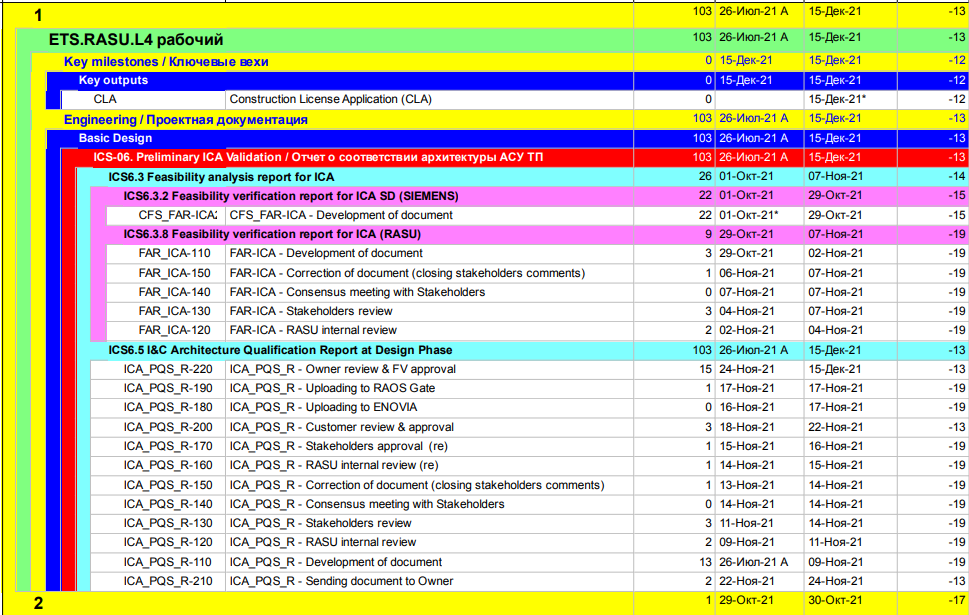 1 103 26-Июл-21 A 15-Дек-21 -13
ETS.RASU.L4 рабочий 103 26-Июл-21 A 15-Дек-21 -13
Key milestones / Ключевые вехи 0 15-Дек-21 15-Дек-21 -12
Key outputs 0 15-Дек-21 15-Дек-21 -12
CLA Construction License Application (CLA) 0 15-Дек-21* -12
Engineering / Проектная документация 103 26-Июл-21 A 15-Дек-21 -13
Basic Design 103 26-Июл-21 A 15-Дек-21 -13
ICS-06. Preliminary ICA Validation / Отчет о соответствии архитектуры АСУ ТП 103 26-Июл-21 A 15-Дек-21 -13
ICS6.3 Feasibility analysis report for ICA 26 01-Окт-21 07-Ноя-21 -14
ICS6.3.2 Feasibility verification report for ICA SD (SIEMENS) 22 01-Окт-21 29-Окт-21 -15
CFS_FAR-ICA2 CFS_FAR-ICA - Development of document 22 01-Окт-21* 29-Окт-21 -15
ICS6.3.8 Feasibility verification report for ICA (RASU) 9 29-Окт-21 07-Ноя-21 -19
FAR_ICA-110 FAR-ICA - Development of document 3 29-Окт-21 02-Ноя-21 -19
FAR_ICA-150 FAR-ICA - Correction of document (closing stakeholders comments) 1 06-Ноя-21 07-Ноя-21 -19
FAR_ICA-140 FAR-ICA - Consensus meeting with Stakeholders 0 07-Ноя-21 07-Ноя-21 -19
FAR_ICA-130 FAR-ICA - Stakeholders review 3 04-Ноя-21 07-Ноя-21 -19
FAR_ICA-120 FAR-ICA - RASU internal review 2 02-Ноя-21 04-Ноя-21 -19
ICS6.5 I&C Architecture Qualification Report at Design Phase 103 26-Июл-21 A 15-Дек-21 -13
ICA_PQS_R-220 ICA_PQS_R - Owner review & FV approval 15 24-Ноя-21 15-Дек-21 -13
ICA_PQS_R-190 ICA_PQS_R - Uploading to RAOS Gate 1 17-Ноя-21 17-Ноя-21 -19
ICA_PQS_R-180 ICA_PQS_R - Uploading to ENOVIA 0 16-Ноя-21 17-Ноя-21 -19
ICA_PQS_R-200 ICA_PQS_R - Customer review & approval 3 18-Ноя-21 22-Ноя-21 -13
ICA_PQS_R-170 ICA_PQS_R - Stakeholders approval (re) 1 15-Ноя-21 16-Ноя-21 -19
ICA_PQS_R-160 ICA_PQS_R - RASU internal review (re) 1 14-Ноя-21 15-Ноя-21 -19
ICA_PQS_R-150 ICA_PQS_R - Correction of document (closing stakeholders comments) 1 13-Ноя-21 14-Ноя-21 -19
ICA_PQS_R-140 ICA_PQS_R - Consensus meeting with Stakeholders 0 14-Ноя-21 14-Ноя-21 -19
ICA_PQS_R-130 ICA_PQS_R - Stakeholders review 3 11-Ноя-21 14-Ноя-21 -19
ICA_PQS_R-120 ICA_PQS_R - RASU internal review 2 09-Ноя-21 11-Ноя-21 -19
ICA_PQS_R-110 ICA_PQS_R - Development of document 13 26-Июл-21 A 09-Ноя-21 -19
ICA_PQS_R-210 ICA_PQS_R - Sending document to Owner 2 22-Ноя-21 24-Ноя-21 -13
2 1 29-Окт-21 30-Окт-21 -17